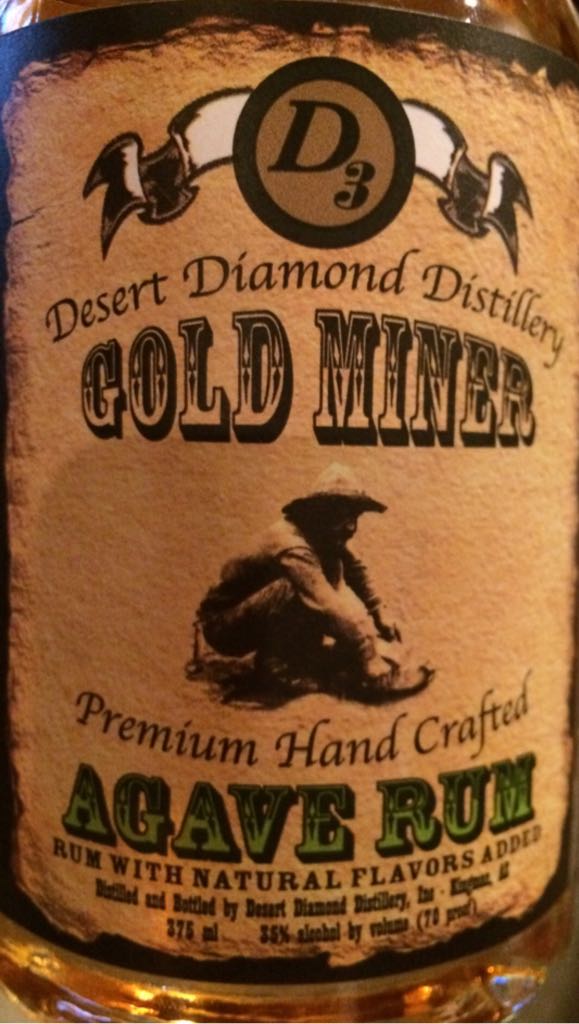 D3
Desert Diamond Distillery
GOLD MINER
Premium Hand Crafted
AGAVE RUM
RUM WITH NATURAL FLAVORS ADDED
Distilled and Bottled by Desert Diamond Distillery, Inc - Kingman, AZ
375 ml 35% alcohol by volume (70 proof)